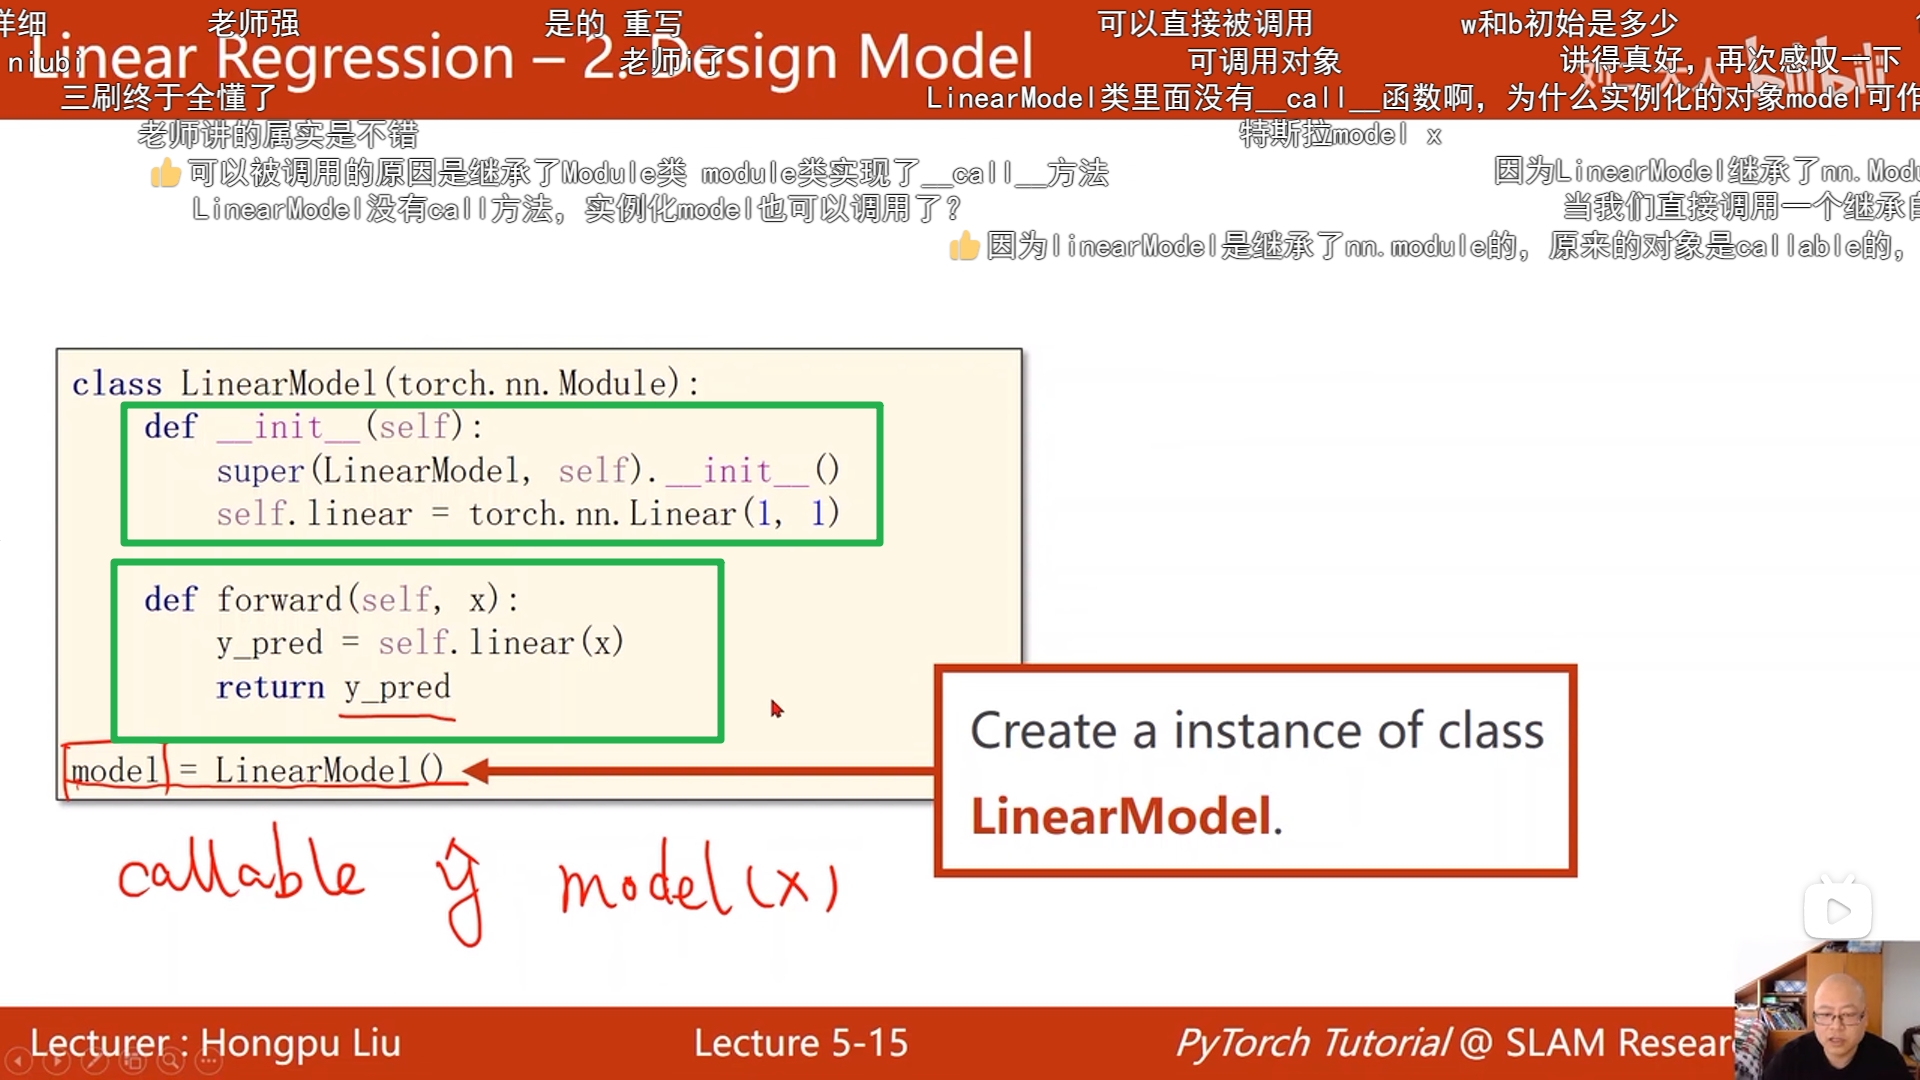 详细 老师强 是的 重写 可以直接被调用 w和b初始是多少
Linear Regression – 2. Design Model
niubi 老师i了 可调用对象 讲得真好，再次感叹一下
三刷终于全懂了 LinearModel类里面没有__call__函数啊，为什么实例化的对象model可作
bilibili
老师讲的属实是不错 特斯拉model x
👍可以被调用的原因是继承了Module类 module类实现了__call__方法 因为LinearModel继承了nn.Modu
LinearModel没有call方法，实例化model也可以调用了？ 当我们直接调用一个继承自
👍因为linearModel是继承了nn.module的，原来的对象是callable的，
class LinearModel(torch.nn.Module):
def __init__(self):
super(LinearModel, self).__init__()
self.linear = torch.nn.Linear(1, 1)
def forward(self, x):
y_pred = self.linear(x)
return y_pred
model = LinearModel()
Create a instance of class
LinearModel.
callable ŷ model(x)
Lecturer : Hongpu Liu Lecture 5-15 PyTorch Tutorial @ SLAM Resear